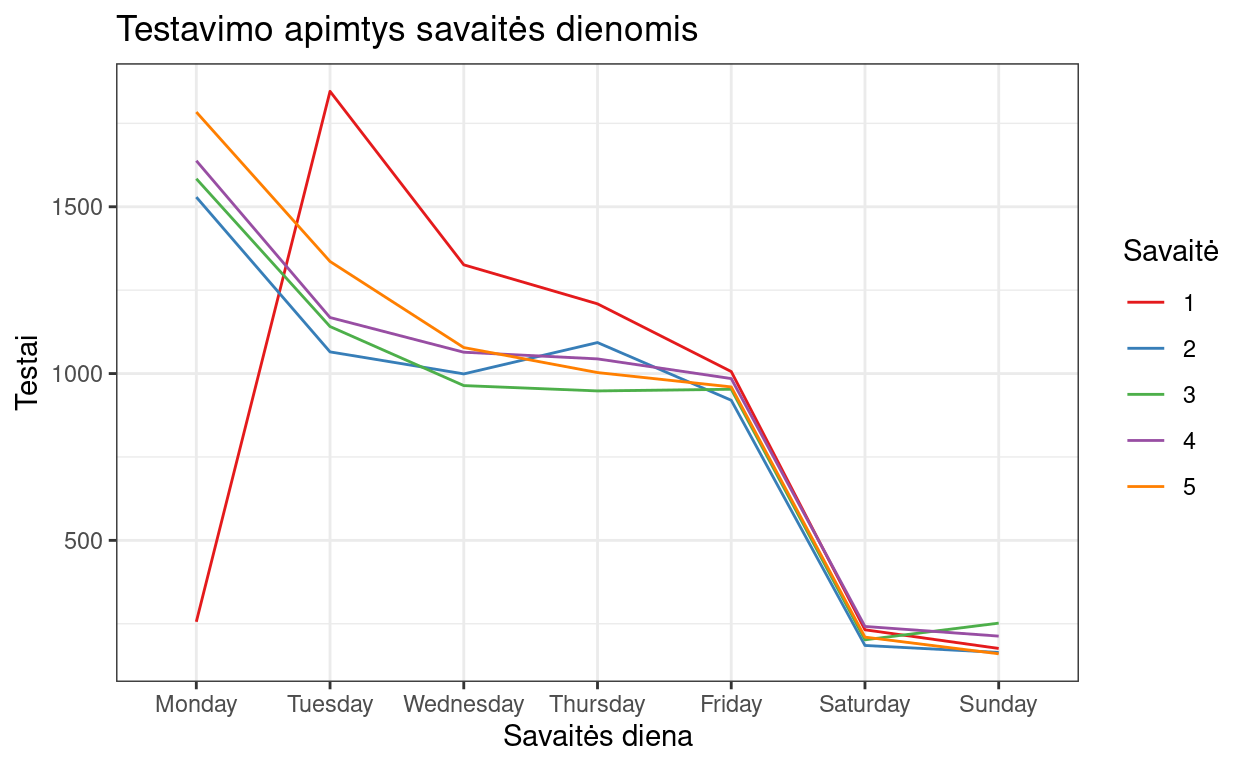 Testavimo apimtys savaitės dienomis
Testai
1500
1000
500
Monday Tuesday Wednesday Thursday Friday Saturday Sunday
Savaitės diena
Savaitė
1
2
3
4
5